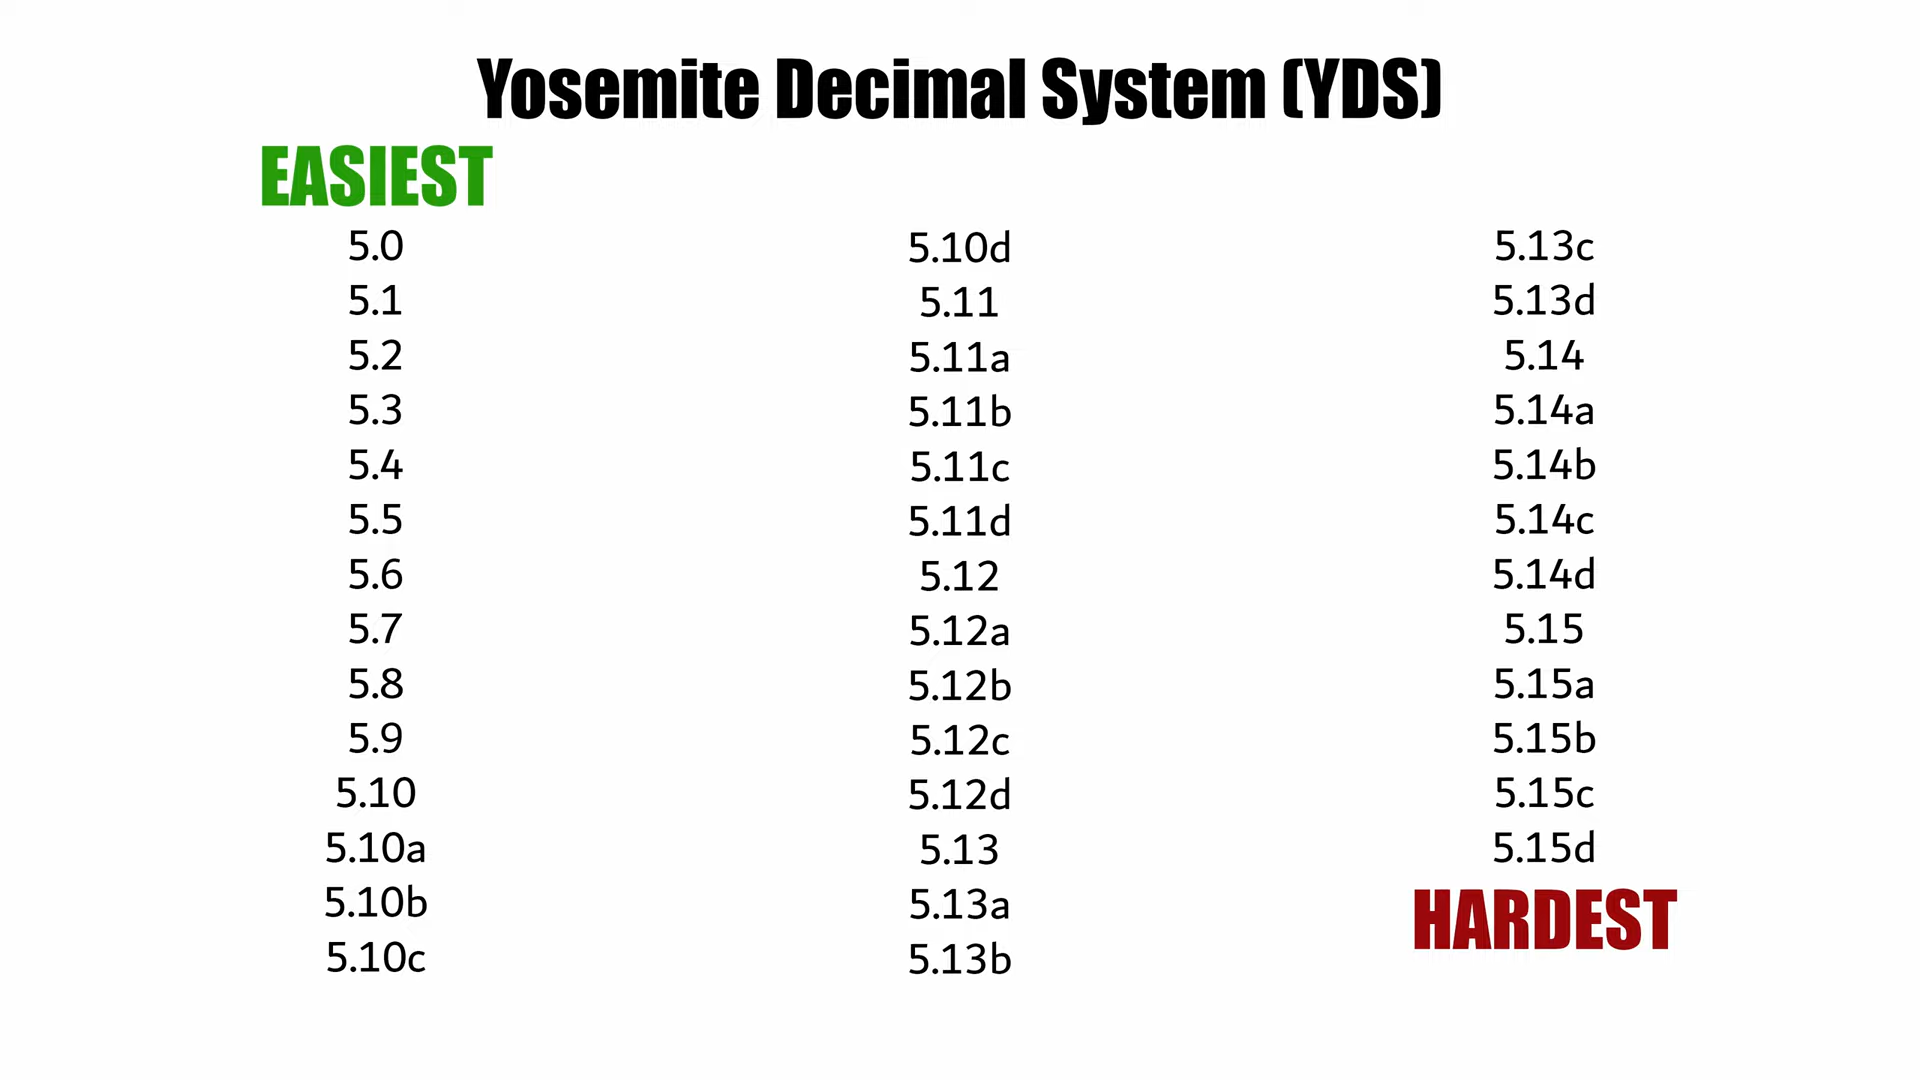 Yosemite Decimal System (YDS)
EASIEST
5.0
5.1
5.2
5.3
5.4
5.5
5.6
5.7
5.8
5.9
5.10
5.10a
5.10b
5.10c
5.10d
5.11
5.11a
5.11b
5.11c
5.11d
5.12
5.12a
5.12b
5.12c
5.12d
5.13
5.13a
5.13b
5.13c
5.13d
5.14
5.14a
5.14b
5.14c
5.14d
5.15
5.15a
5.15b
5.15c
5.15d
HARDEST